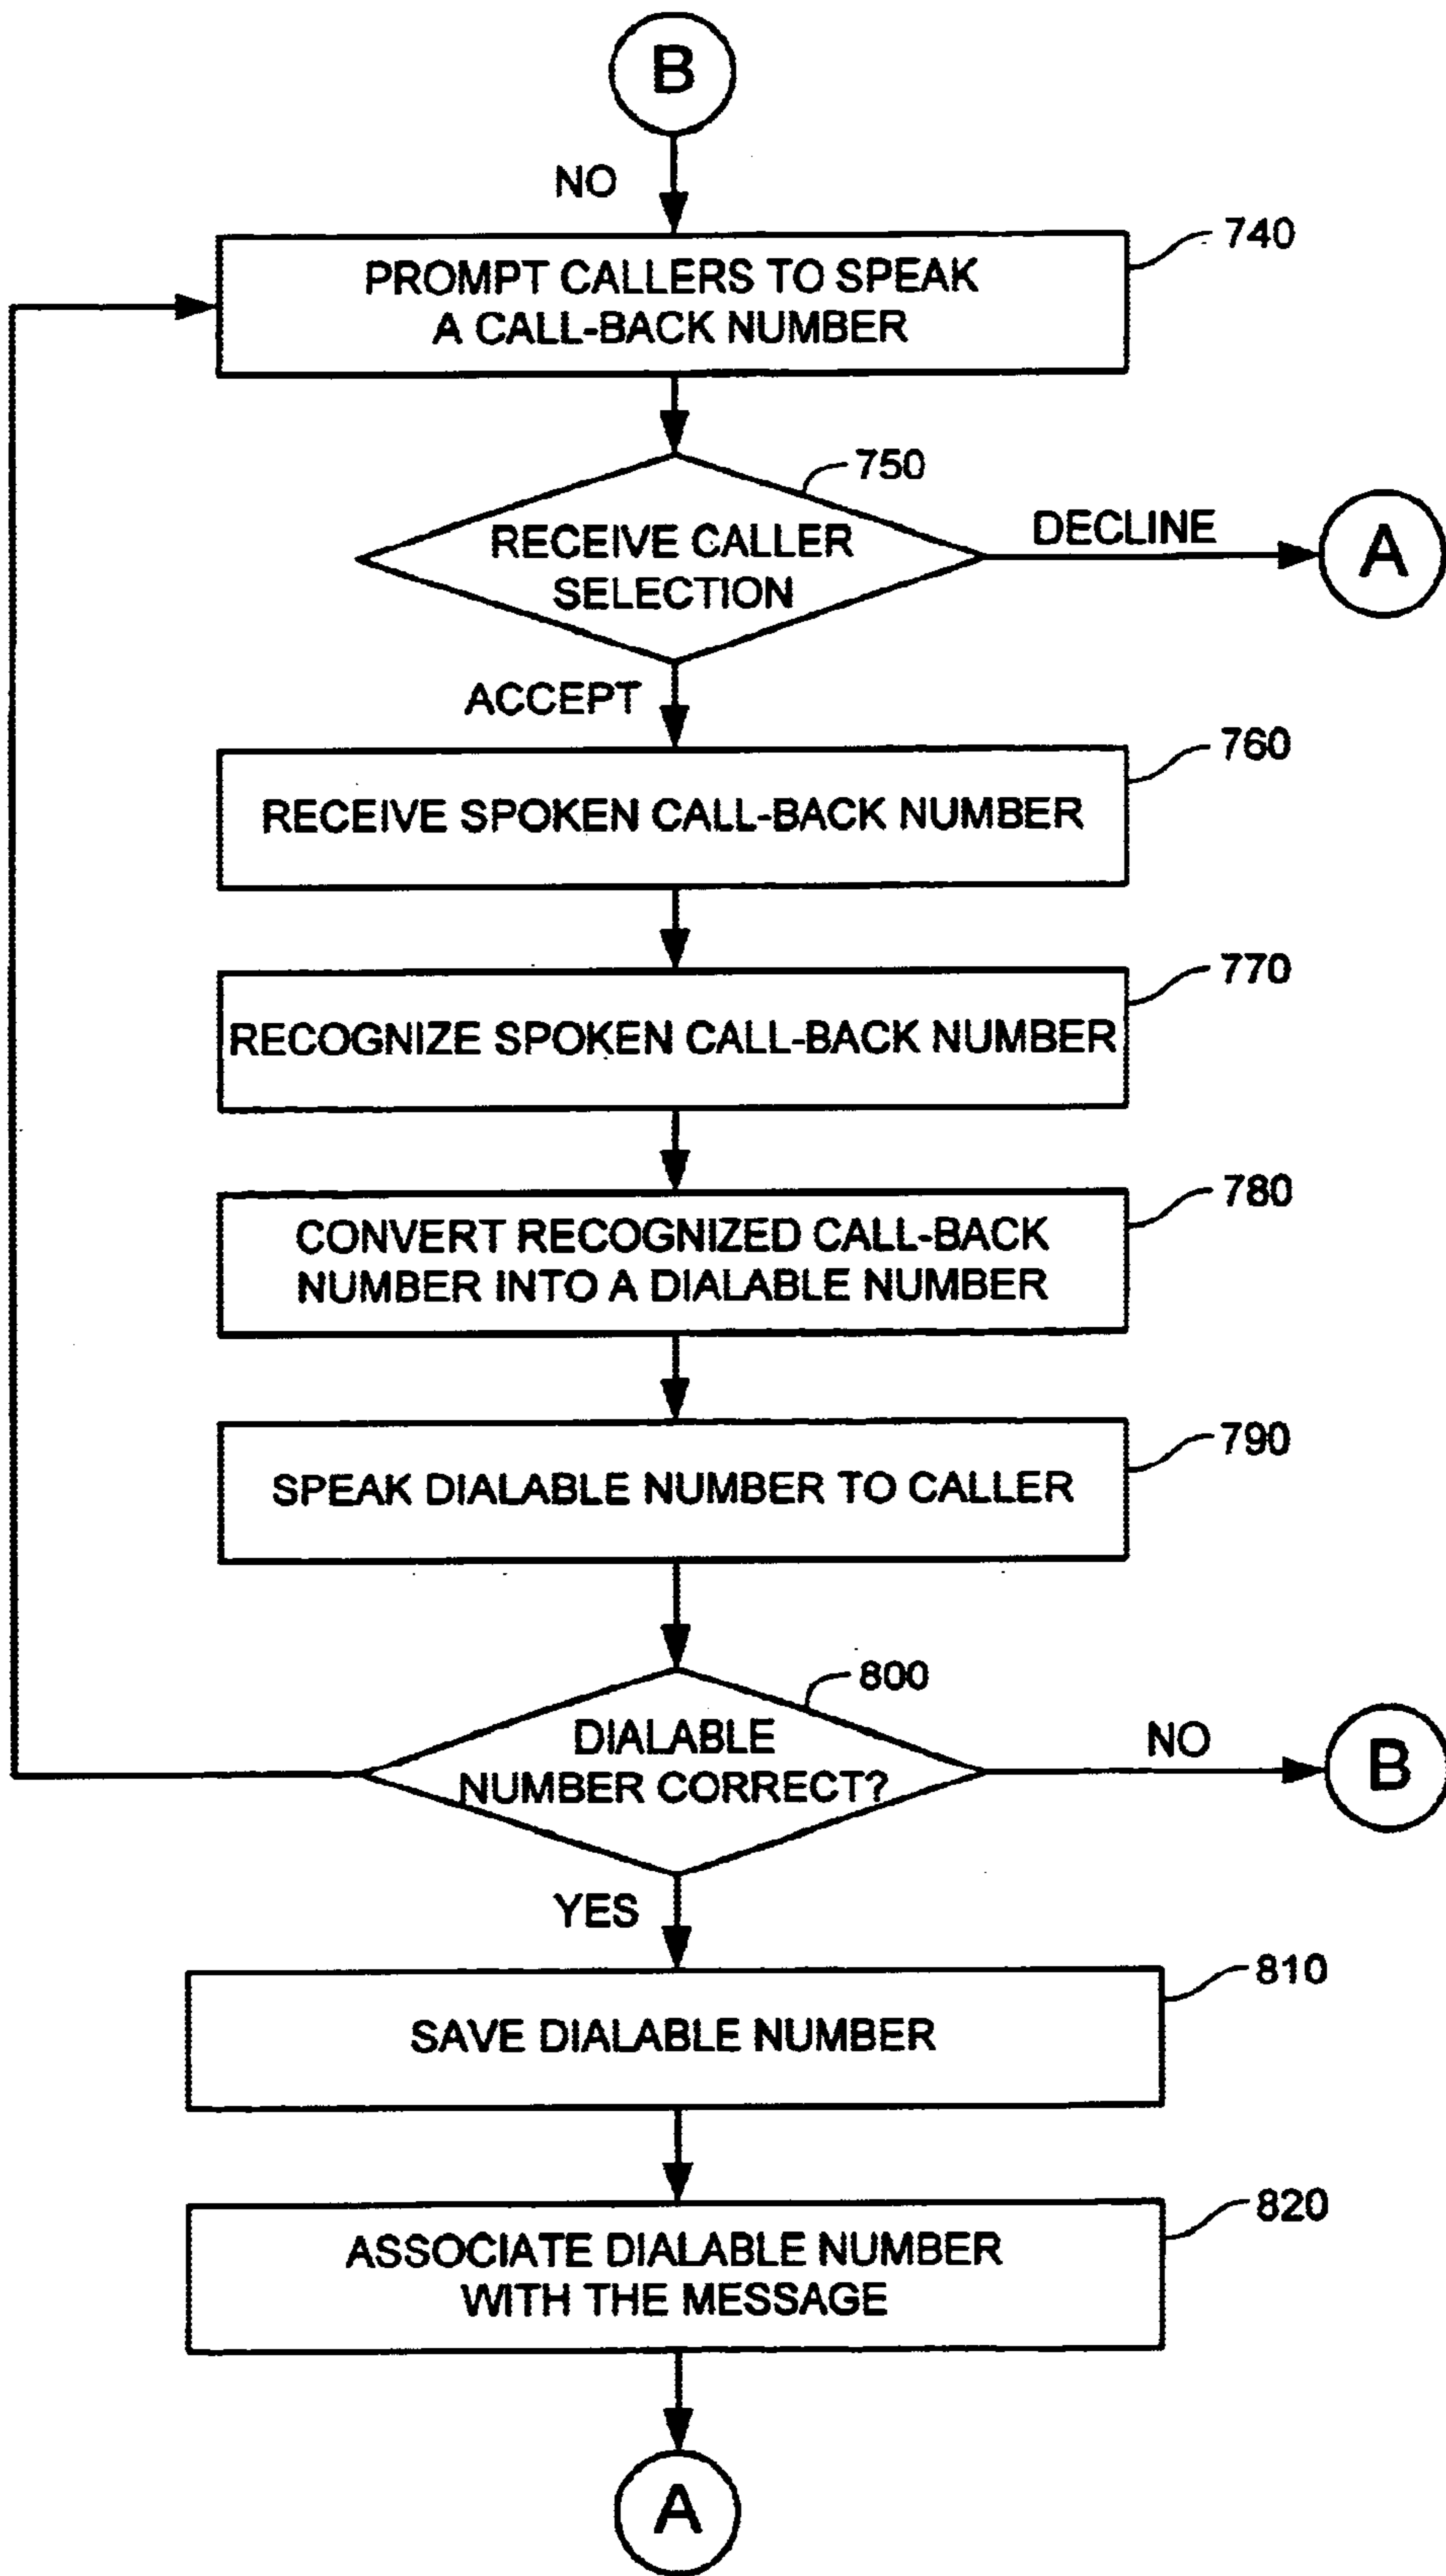 B
NO
740
PROMPT CALLERS TO SPEAK
A CALL-BACK NUMBER
750
RECEIVE CALLER
SELECTION
DECLINE
A
ACCEPT
760
RECEIVE SPOKEN CALL-BACK NUMBER
770
RECOGNIZE SPOKEN CALL-BACK NUMBER
780
CONVERT RECOGNIZED CALL-BACK
NUMBER INTO A DIALABLE NUMBER
790
SPEAK DIALABLE NUMBER TO CALLER
800
DIALABLE
NUMBER CORRECT?
NO
B
YES
810
SAVE DIALABLE NUMBER
820
ASSOCIATE DIALABLE NUMBER
WITH THE MESSAGE
A